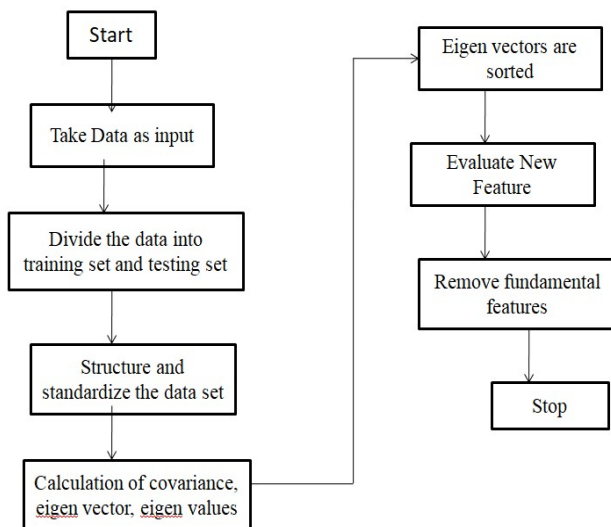 Start
Take Data as input
Divide the data into
training set and testing set
Structure and
standardize the data set
Calculation of covariance,
eigen vector, eigen values
Eigen vectors are
sorted
Evaluate New
Feature
Remove fundamental
features
Stop